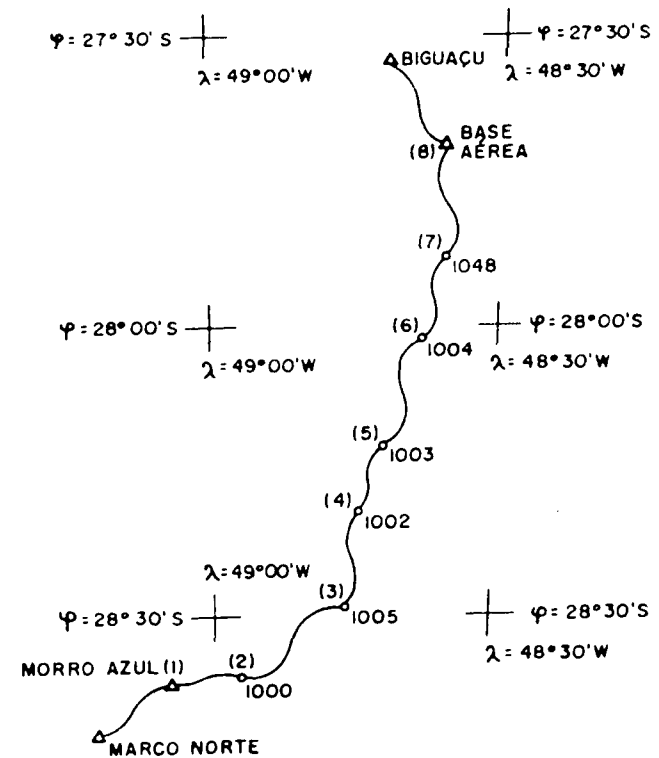 φ = 27° 30' S
λ = 49° 00' W
φ = 27° 30' S
λ = 48° 30' W
BIGUAÇU
(8) BASE
AÉREA
(7)
1048
φ = 28° 00' S
λ = 49° 00' W
(6)
1004
φ = 28° 00' S
λ = 48° 30' W
(5)
1003
(4)
1002
λ = 49° 00' W
φ = 28° 30' S
(3)
1005
φ = 28° 30' S
λ = 48° 30' W
MORRO AZUL (1)
(2)
1000
MARCO NORTE